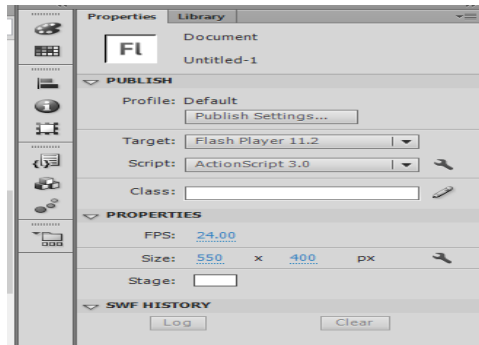 Properties Library
Fl
Document
Untitled-1
PUBLISH
Profile: Default
Publish Settings...
Target: Flash Player 11.2
Script: ActionScript 3.0
Class:
PROPERTIES
FPS: 24.00
Size: 550 x 400 px
Stage:
SWF HISTORY
Log Clear